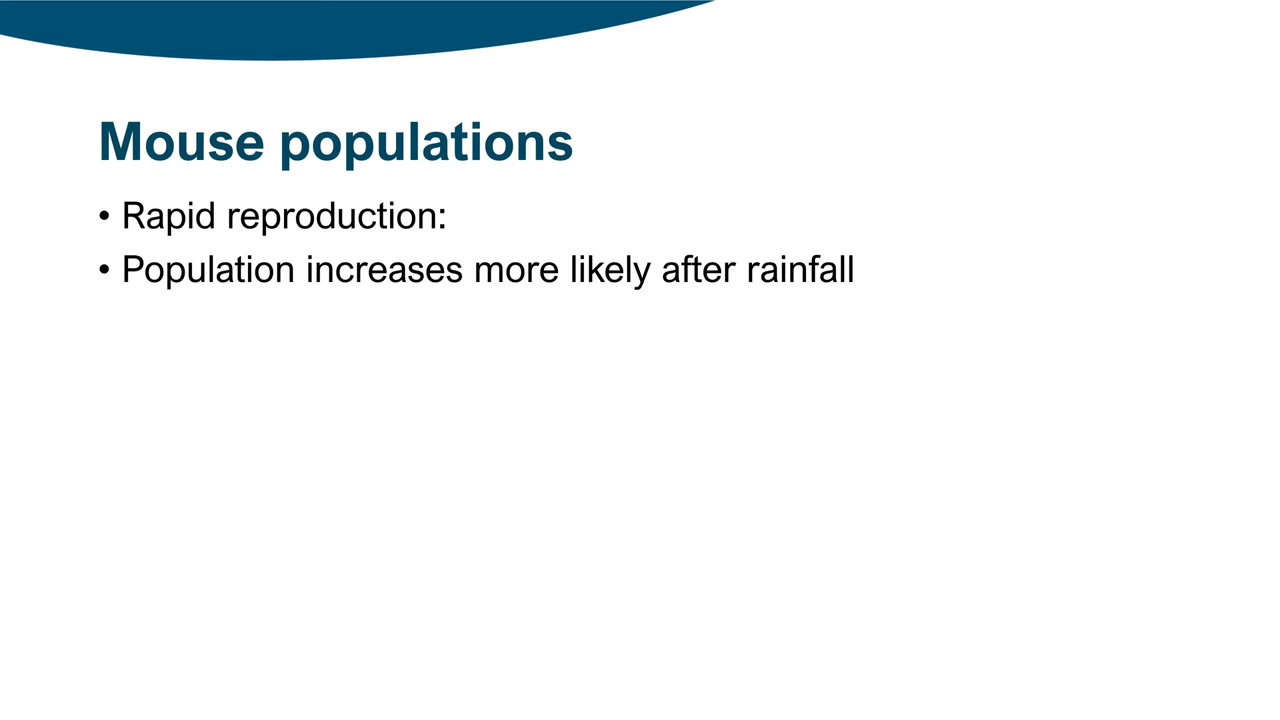 Mouse populations
• Rapid reproduction:
• Population increases more likely after rainfall